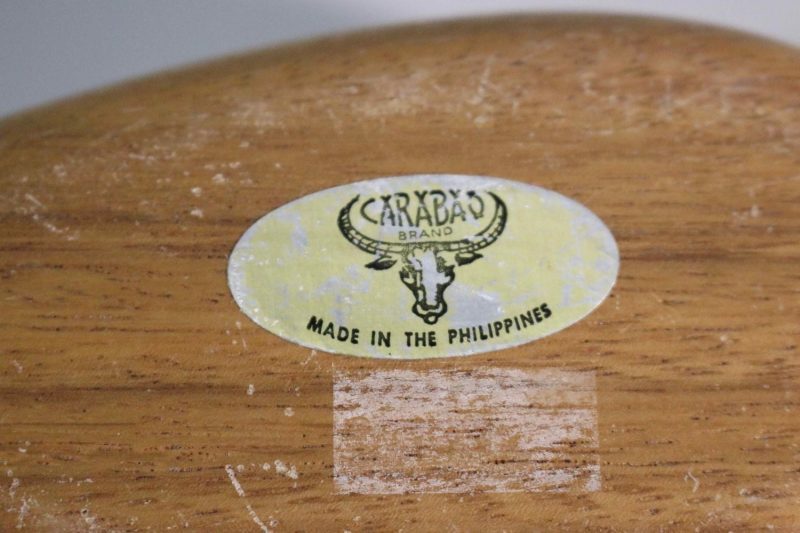 CARABAO
BRAND
MADE IN THE PHILIPPINES